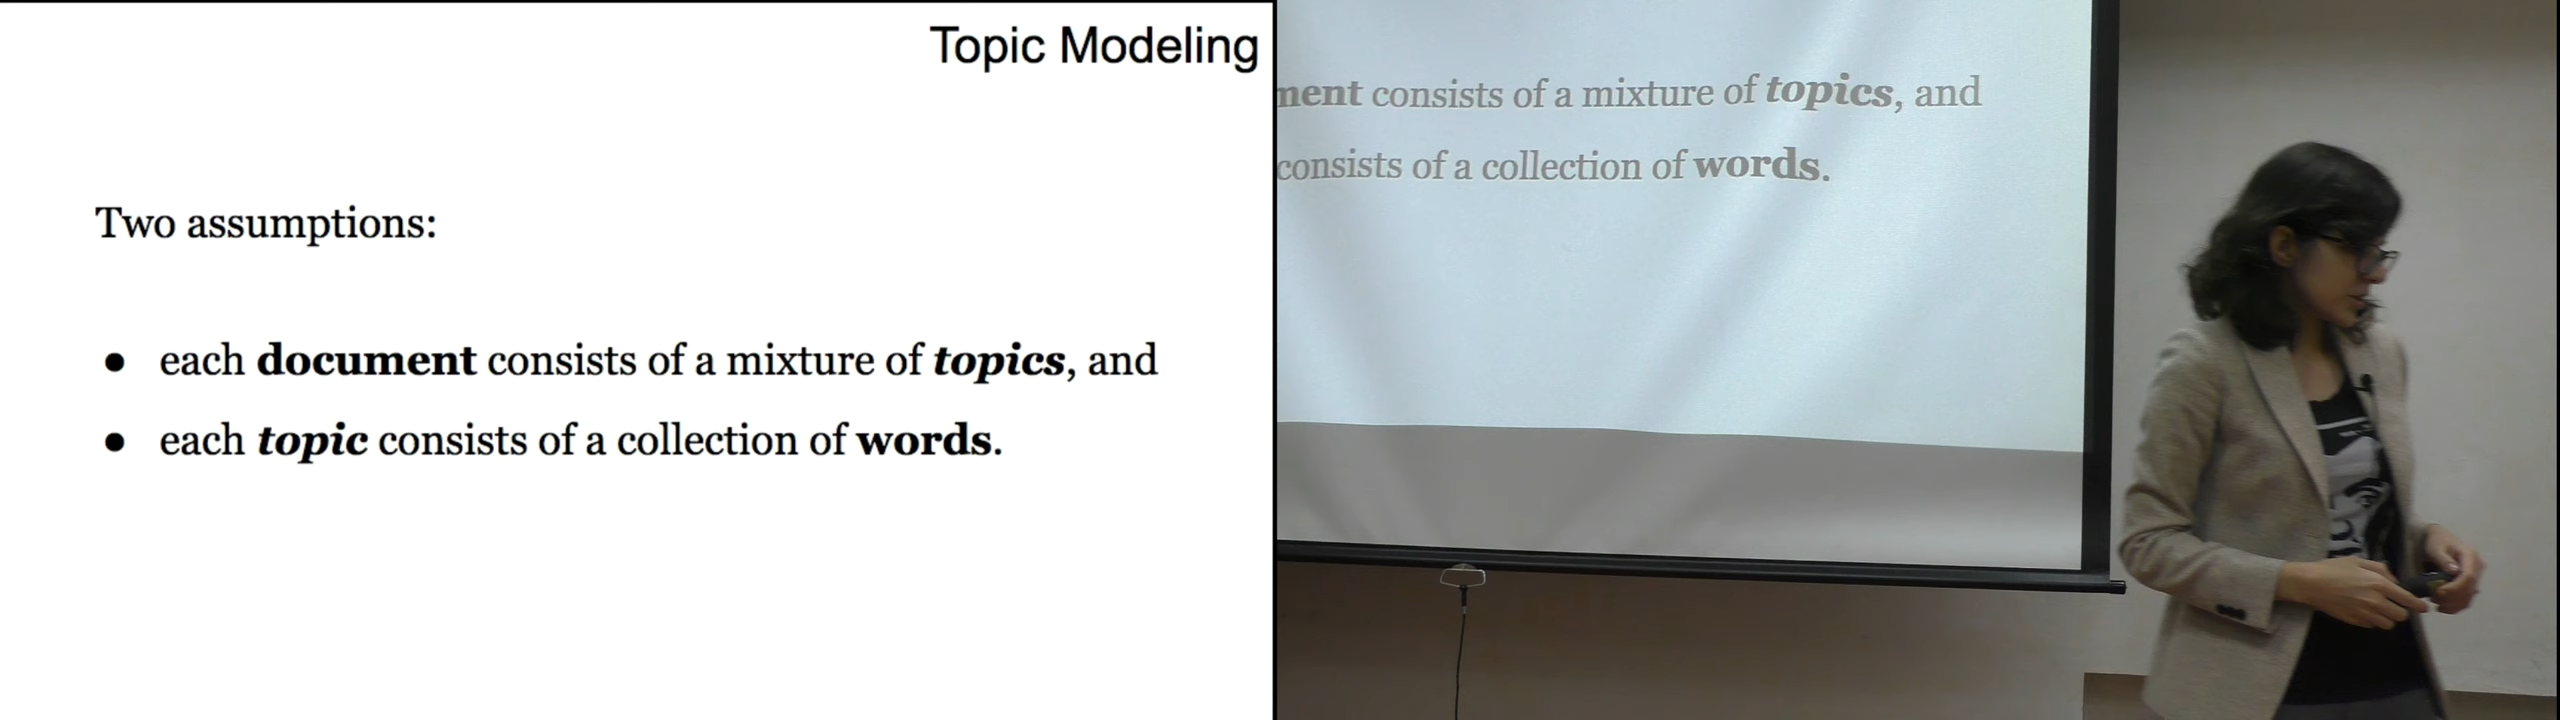 Topic Modeling
Two assumptions:
● each document consists of a mixture of topics, and
● each topic consists of a collection of words.
ment consists of a mixture of topics, and
consists of a collection of words.